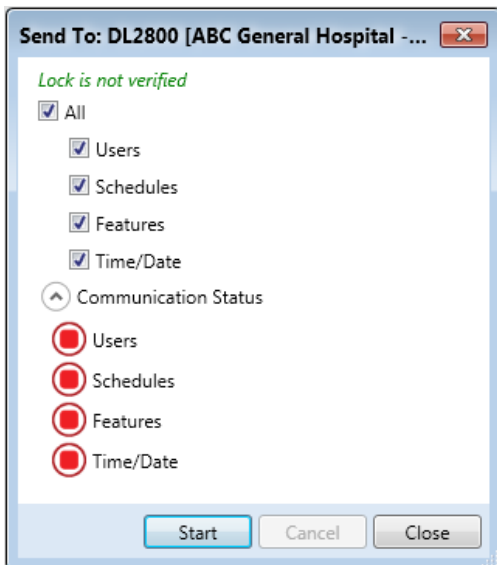 Send To: DL2800 [ABC General Hospital -...
Lock is not verified
All
Users
Schedules
Features
Time/Date
Communication Status
Users
Schedules
Features
Time/Date
Start Cancel Close